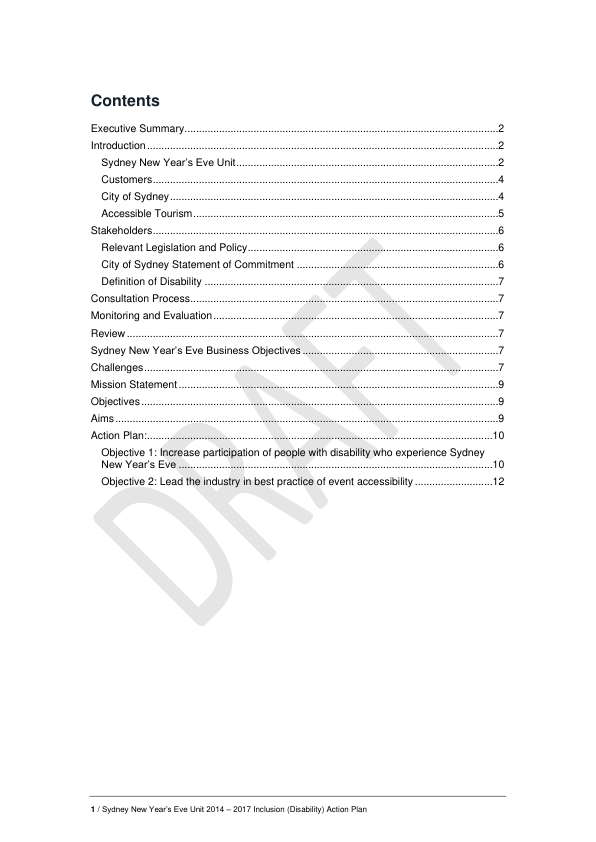 Contents
Executive Summary.............................................................................................................2
Introduction..........................................................................................................................2
Sydney New Year’s Eve Unit...........................................................................................2
Customers........................................................................................................................4
City of Sydney..................................................................................................................4
Accessible Tourism..........................................................................................................5
Stakeholders........................................................................................................................6
Relevant Legislation and Policy.......................................................................................6
City of Sydney Statement of Commitment ......................................................................6
Definition of Disability ......................................................................................................7
Consultation Process...........................................................................................................7
Monitoring and Evaluation...................................................................................................7
Review .................................................................................................................................7
Sydney New Year’s Eve Business Objectives ....................................................................7
Challenges...........................................................................................................................7
Mission Statement...............................................................................................................9
Objectives............................................................................................................................9
Aims.....................................................................................................................................9
Action Plan:........................................................................................................................10
Objective 1: Increase participation of people with disability who experience Sydney
New Year’s Eve .............................................................................................................10
Objective 2: Lead the industry in best practice of event accessibility ...........................12
DRAFT
1 / Sydney New Year’s Eve Unit 2014 – 2017 Inclusion (Disability) Action Plan